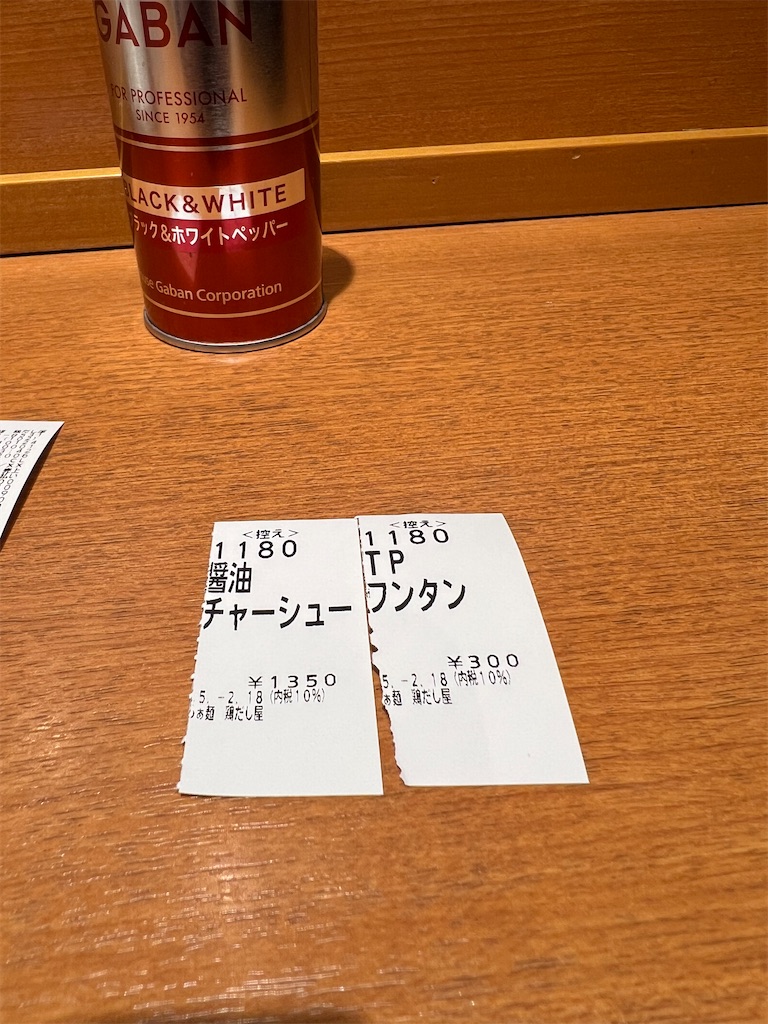 GABAN
FOR PROFESSIONAL
SINCE 1954
BLACK&WHITE
ラック&ホワイトペッパー
Gaban Corporation
<控え>
1180
醤油
チャーシュー
¥1350
5.-2.18(内税10%)
麺 鶏だし屋
<控え>
1180
TP
ワンタン
¥300
5.-2.18(内税10%)
麺 鶏だし屋